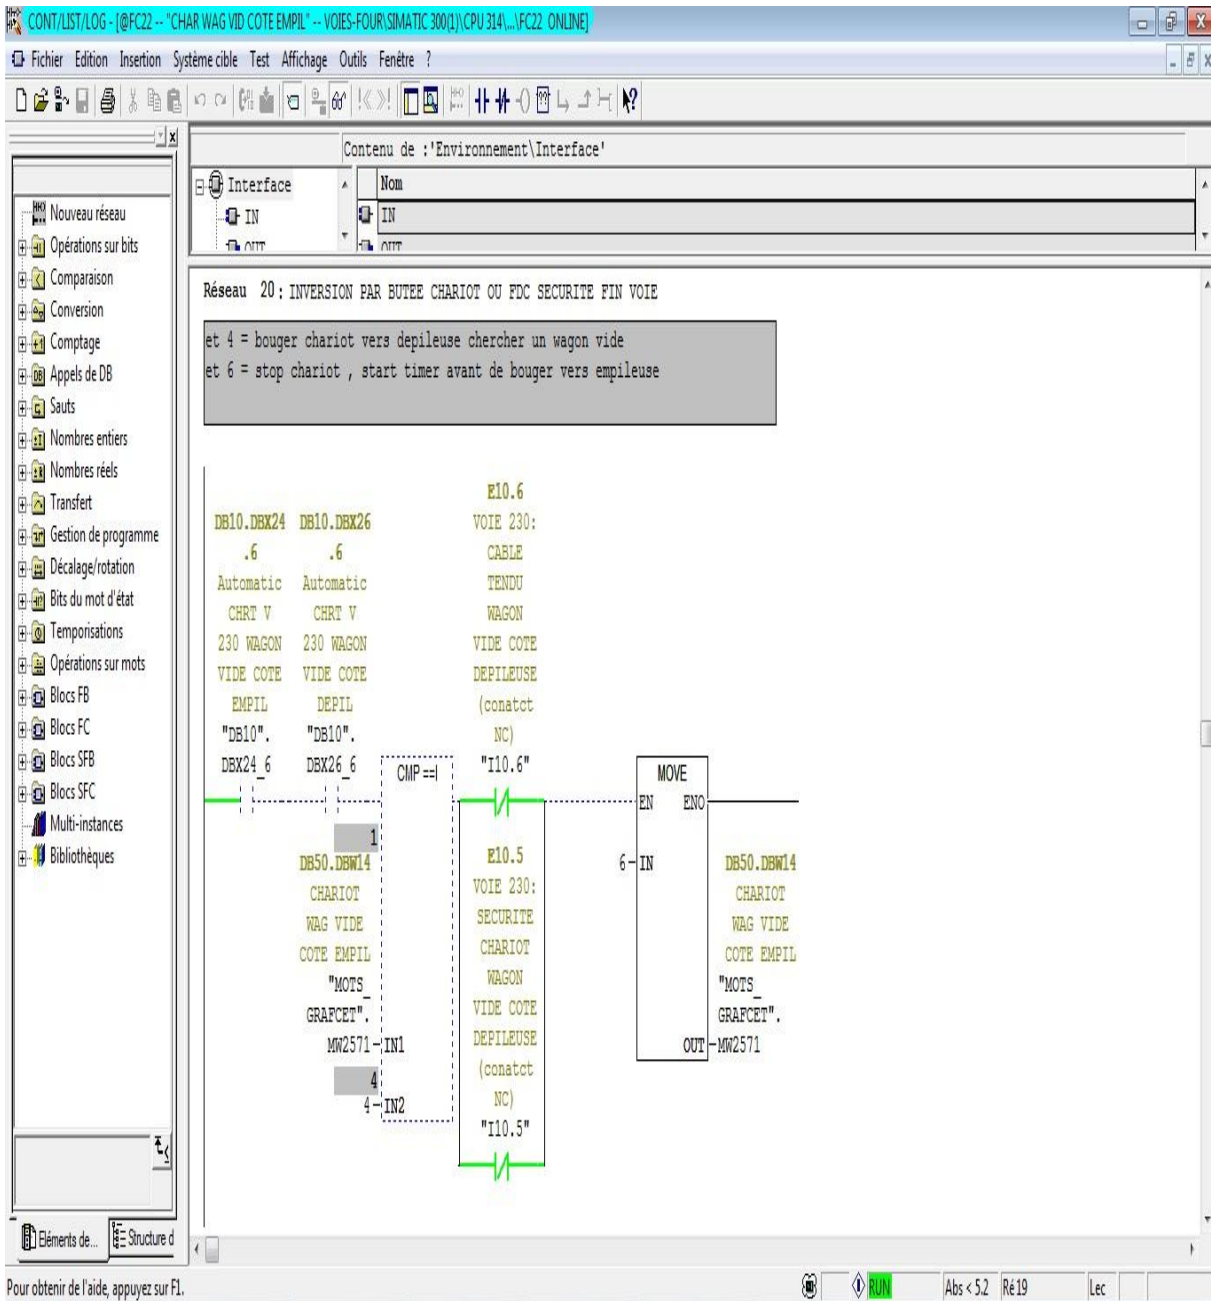 CONT/LIST/LOG - [@FC22 -- "CHAR WAG VID COTE EMPIL" -- VOIES-FOUR\SIMATIC 300(1)\CPU 314\...\FC22 ONLINE]
Fichier Edition Insertion Système cible Test Affichage Outils Fenêtre ?
Contenu de :'Environnement\Interface'
Interface
IN
OUT
Nom
IN
OUT
Nouveau réseau
Opérations sur bits
Comparaison
Conversion
Comptage
Appels de DB
Sauts
Nombres entiers
Nombres réels
Transfert
Gestion de programme
Décalage/rotation
Bits du mot d'état
Temporisations
Opérations sur mots
Blocs FB
Blocs FC
Blocs SFB
Blocs SFC
Multi-instances
Bibliothèques
Eléments de...
Structure d
Réseau 20 : INVERSION PAR BUTEE CHARIOT OU FDC SECURITE FIN VOIE
et 4 = bouger chariot vers depileuse chercher un wagon vide
et 6 = stop chariot , start timer avant de bouger vers empileuse
DB10.DBX24
.6
Automatic
CHRT V
230 WAGON
VIDE COTE
EMPIL
"DB10".
DBX24_6
DB10.DBX26
.6
Automatic
CHRT V
230 WAGON
VIDE COTE
DEPIL
"DB10".
DBX26_6
CMP ==I
1
DB50.DBW14
CHARIOT
WAG VIDE
COTE EMPIL
"MOTS_
GRAFCET".
MW2571
IN1
4
4
IN2
E10.6
VOIE 230:
CABLE
TENDU
WAGON
VIDE COTE
DEPILEUSE
(conatct
NC)
"I10.6"
E10.5
VOIE 230:
SECURITE
CHARIOT
WAGON
VIDE COTE
DEPILEUSE
(conatct
NC)
"I10.5"
MOVE
EN ENO
6
IN
OUT
DB50.DBW14
CHARIOT
WAG VIDE
COTE EMPIL
"MOTS_
GRAFCET".
MW2571
Pour obtenir de l'aide, appuyez sur F1.
RUN
Abs < 5.2
Ré 19
Lec